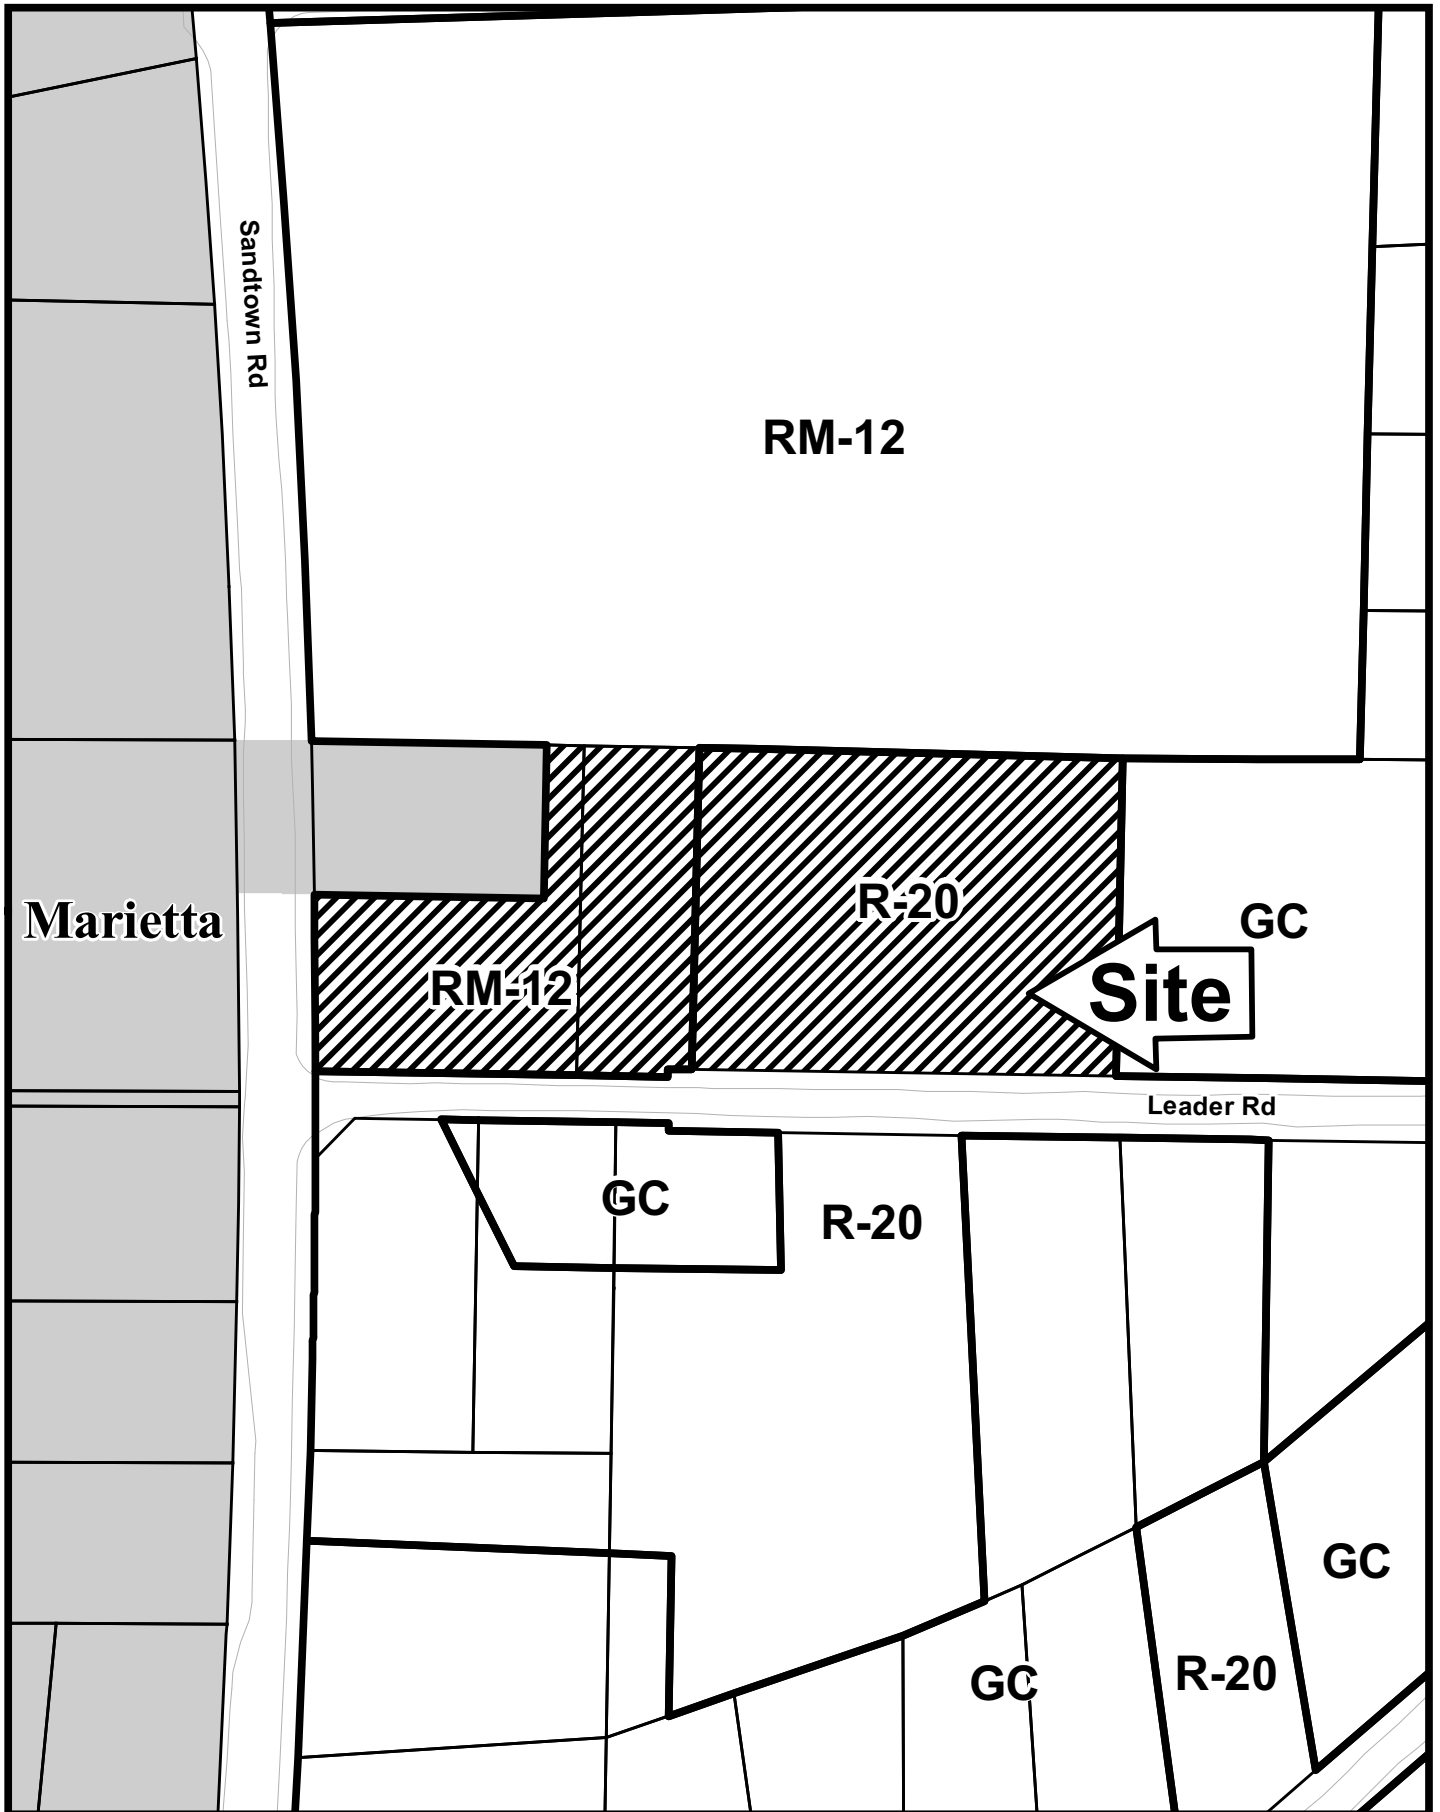 Sandtown Rd
RM-12
R-20
GC
Marietta
RM-12
Site
Leader Rd
GC
R-20
GC
R-20
GC